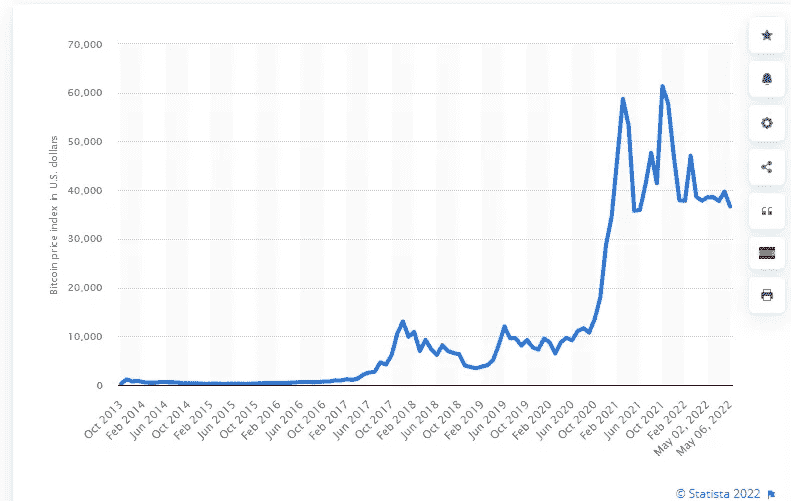 70,000
60,000
50,000
40,000
30,000
20,000
10,000
0
Bitcoin price index in U.S. dollars
Oct 2013
Feb 2014
Jun 2014
Oct 2014
Feb 2015
Jun 2015
Oct 2015
Feb 2016
Jun 2016
Oct 2016
Feb 2017
Jun 2017
Oct 2017
Feb 2018
Jun 2018
Oct 2018
Feb 2019
Jun 2019
Oct 2019
Feb 2020
Jun 2020
Oct 2020
Feb 2021
Jun 2021
Oct 2021
Feb 2022
May 02, 2022
May 06, 2022
© Statista 2022